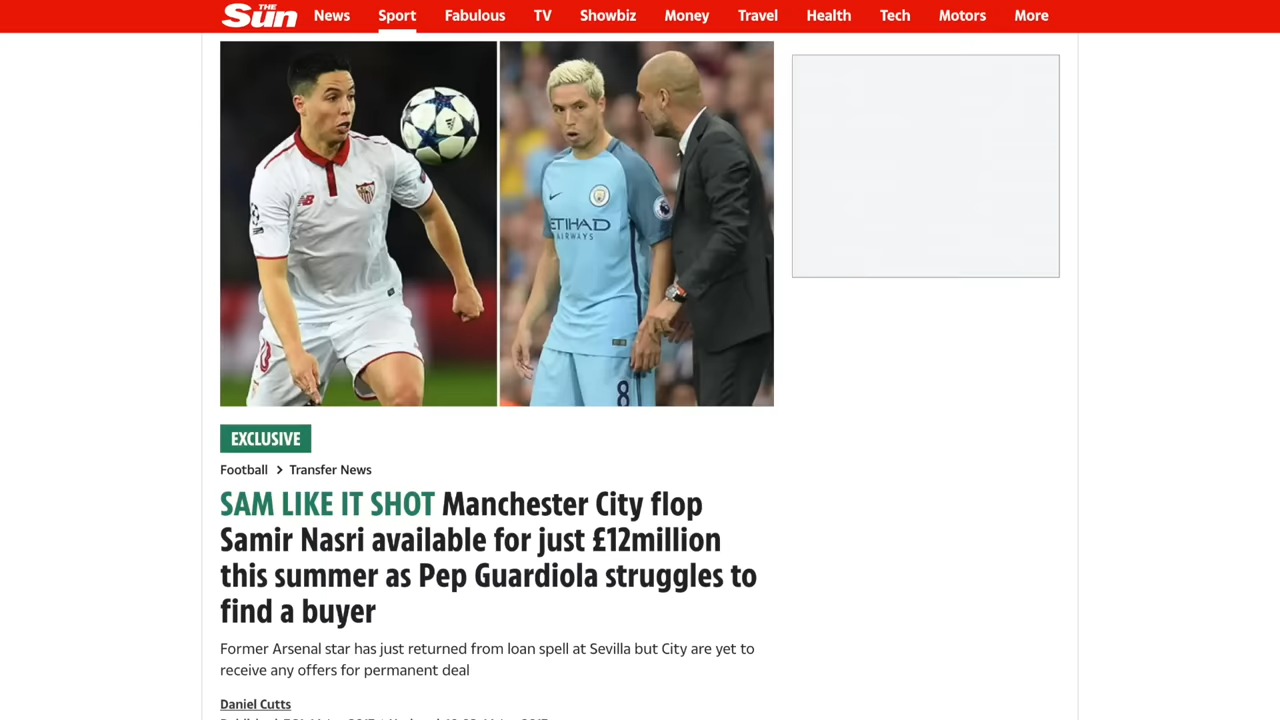 THE Sun News Sport Fabulous TV Showbiz Money Travel Health Tech Motors More
NB
ETIHAD
AIRWAYS
8
EXCLUSIVE
Football > Transfer News
SAM LIKE IT SHOT Manchester City flop
Samir Nasri available for just £12million
this summer as Pep Guardiola struggles to
find a buyer
Former Arsenal star has just returned from loan spell at Sevilla but City are yet to
receive any offers for permanent deal
Daniel Cutts